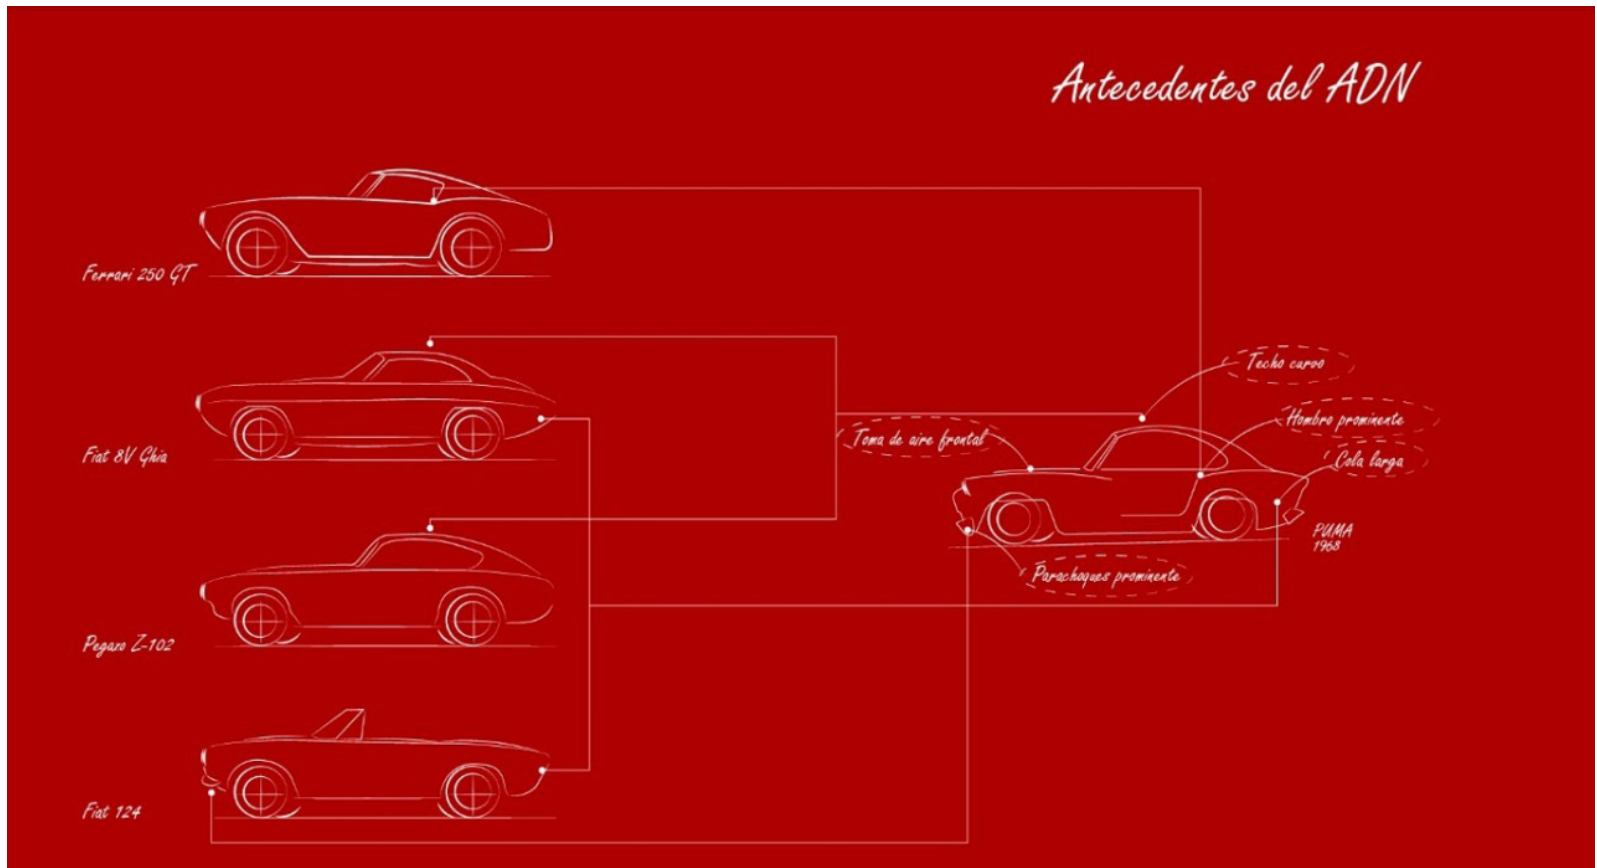 Antecedentes del ADN
Ferrari 250 GT
Fiat 8V Ghia
Pegaso Z-102
Fiat 124
Techo curvo
Hombro prominente
Toma de aire frontal
Cola larga
PUMA
1968
Parachoques prominente